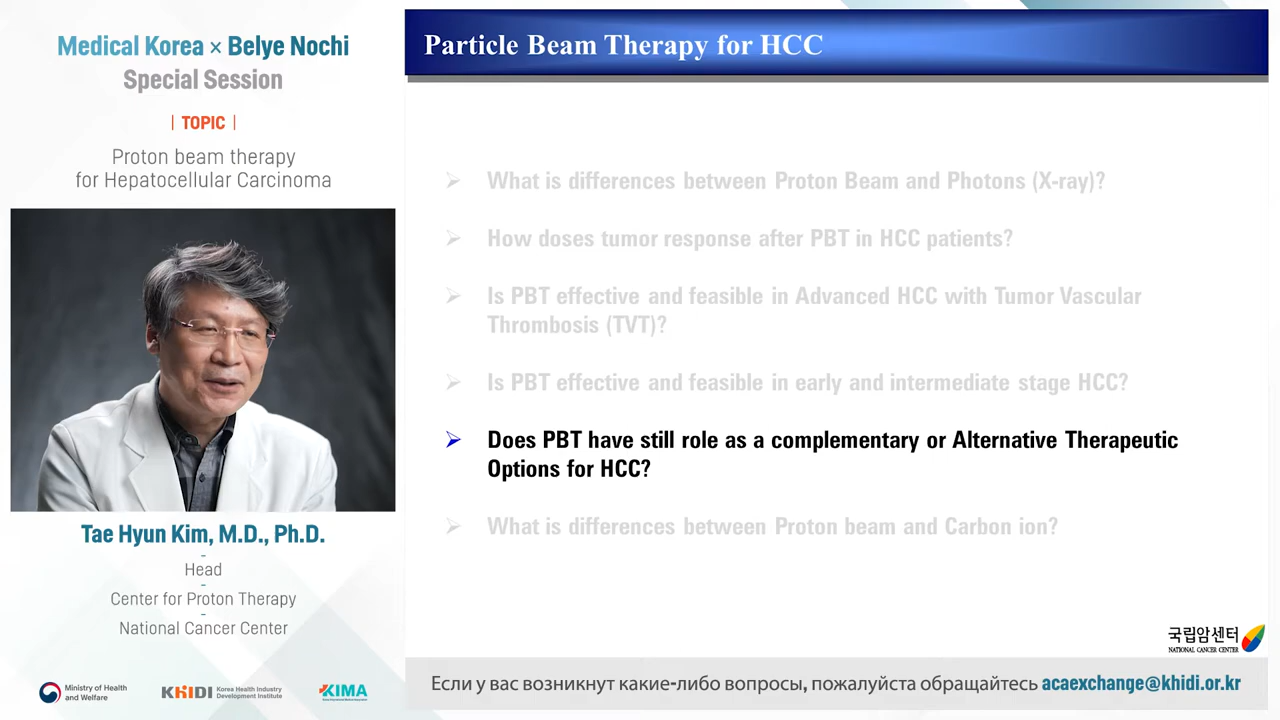 Medical Korea × Belye Nochi
Special Session
| TOPIC |
Proton beam therapy
for Hepatocellular Carcinoma
Tae Hyun Kim, M.D., Ph.D.
-
Head
-
Center for Proton Therapy
-
National Cancer Center
Ministry of Health
and Welfare
KHIDI Korea Health Industry
Development Institute
KIMA
Particle Beam Therapy for HCC
What is differences between Proton Beam and Photons (X-ray)?
How doses tumor response after PBT in HCC patients?
Is PBT effective and feasible in Advanced HCC with Tumor Vascular
Thrombosis (TVT)?
Is PBT effective and feasible in early and intermediate stage HCC?
Does PBT have still role as a complementary or Alternative Therapeutic
Options for HCC?
What is differences between Proton beam and Carbon ion?
국립암센터
NATIONAL CANCER CENTER
Если у вас возникнут какие-либо вопросы, пожалуйста обращайтесь acaexchange@khidi.or.kr